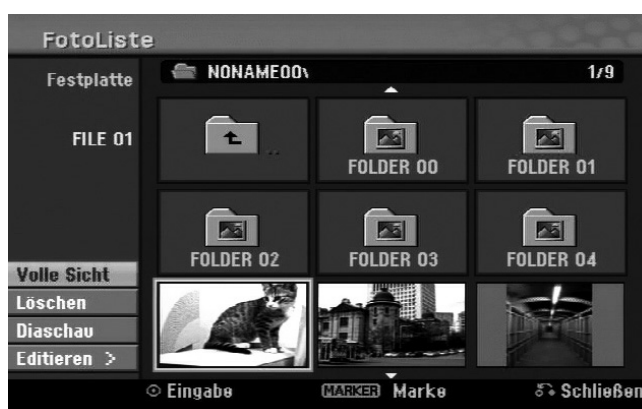 FotoListe
Festplatte
FILE 01
NONAME00\
1/9
..
FOLDER 00
FOLDER 01
FOLDER 02
FOLDER 03
FOLDER 04
Volle Sicht
Löschen
Diaschau
Editieren >
Eingabe
MARKER Marke
Schließen